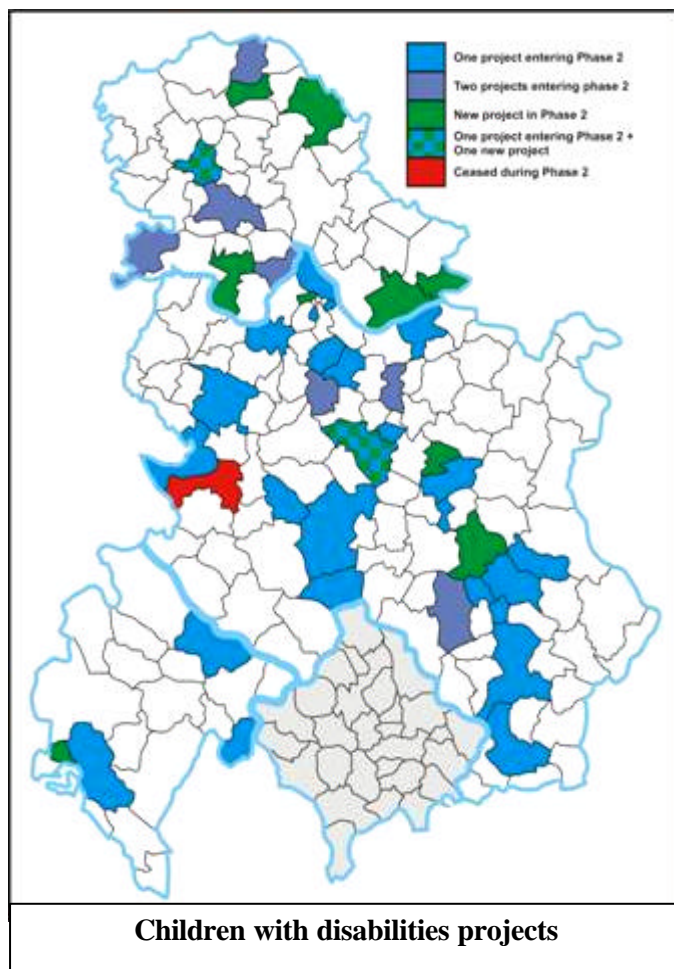 One project entering Phase 2
Two projects entering phase 2
New project in Phase 2
One project entering Phase 2 +
One new project
Ceased during Phase 2
Children with disabilities projects